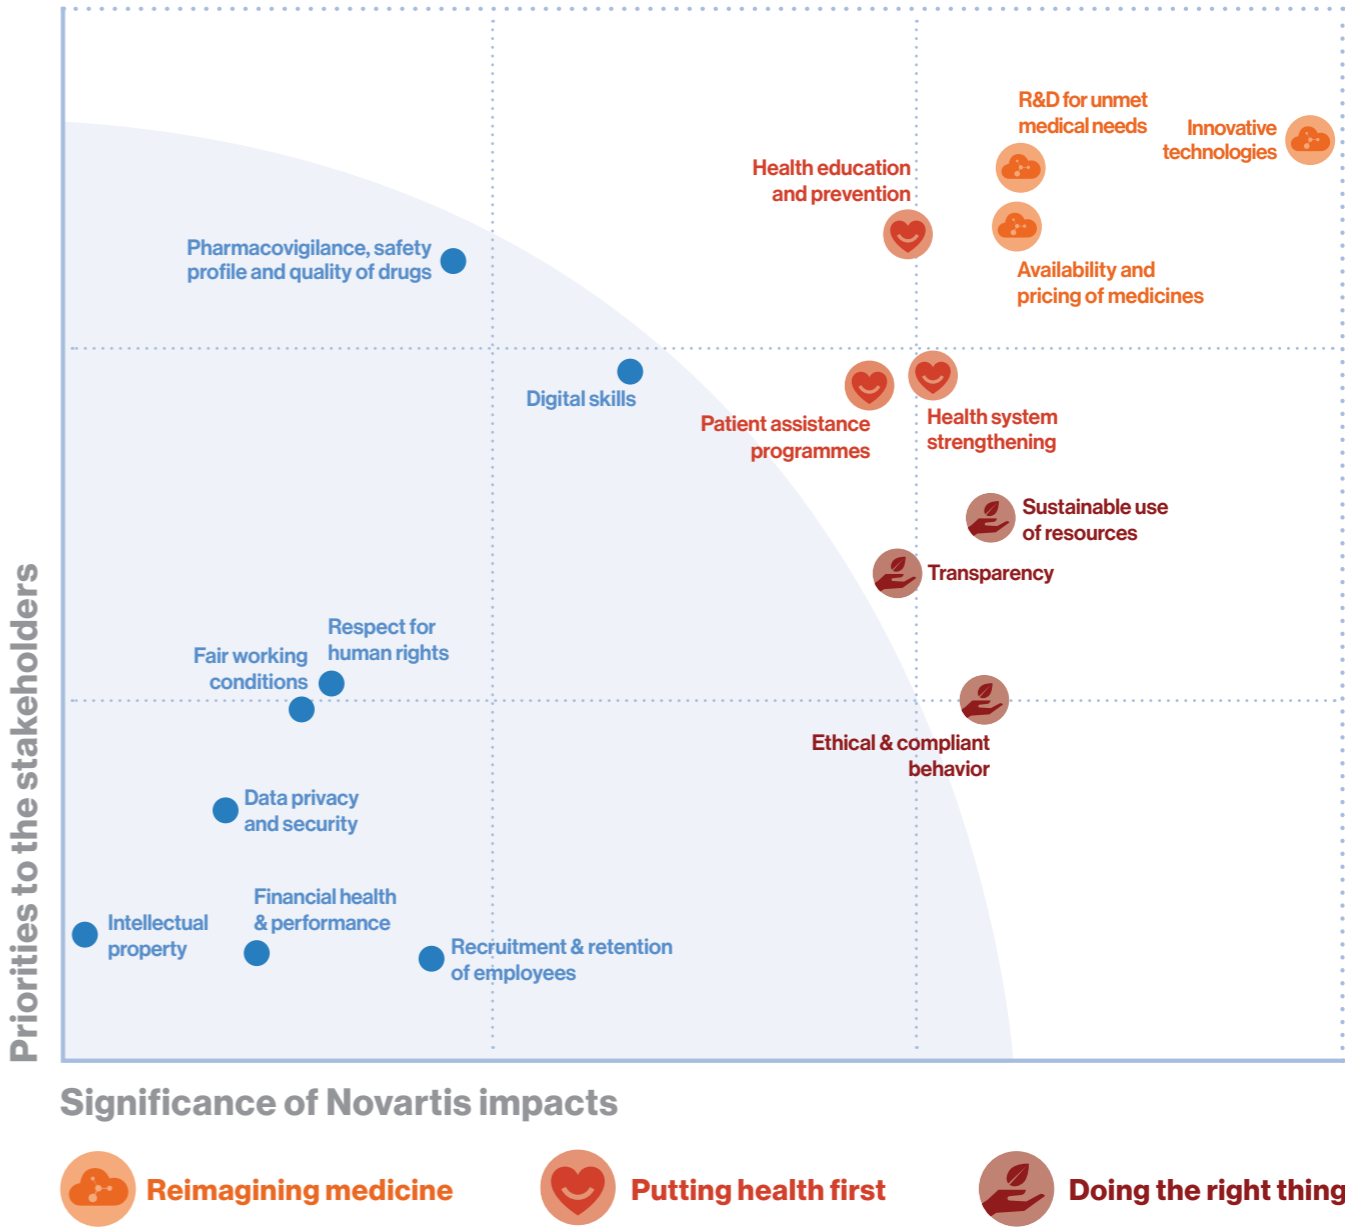 R&D for unmet
medical needs
Innovative
technologies
Health education
and prevention
Pharmacovigilance, safety
profile and quality of drugs
Availability and
pricing of medicines
Digital skills
Patient assistance
programmes
Health system
strengthening
Sustainable use
of resources
Transparency
Respect for
human rights
Fair working
conditions
Ethical & compliant
behavior
Data privacy
and security
Financial health
& performance
Intellectual
property
Recruitment & retention
of employees
Priorities to the stakeholders
Significance of Novartis impacts
Reimagining medicine
Putting health first
Doing the right thing